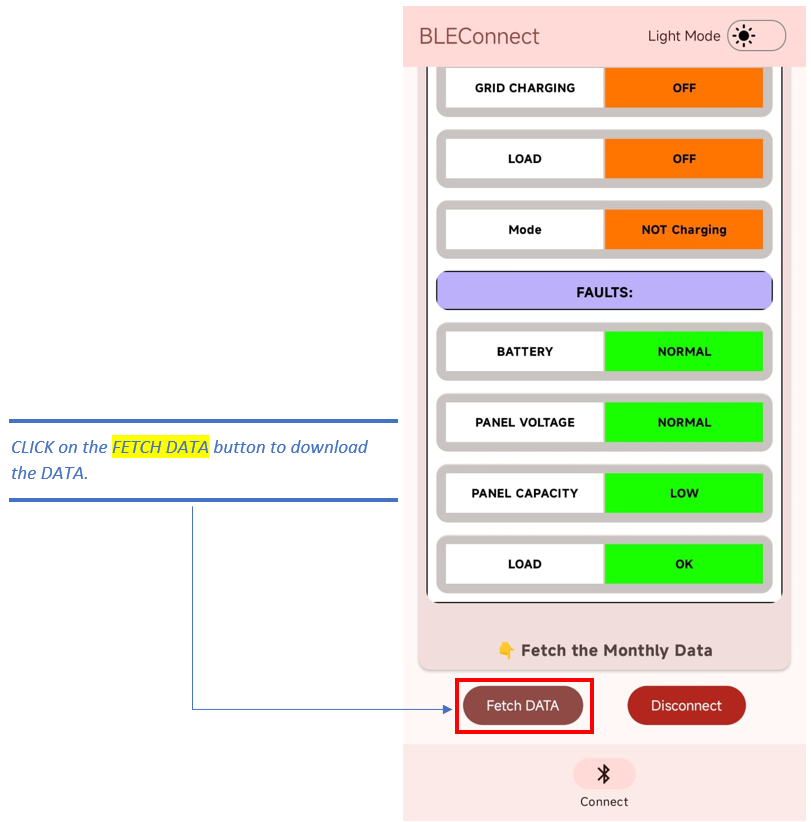 BLEConnect
Light Mode
GRID CHARGING OFF
LOAD OFF
Mode NOT Charging
FAULTS:
BATTERY NORMAL
PANEL VOLTAGE NORMAL
CLICK on the FETCH DATA button to download
the DATA.
PANEL CAPACITY LOW
LOAD OK
👇 Fetch the Monthly Data
Fetch DATA Disconnect
Connect